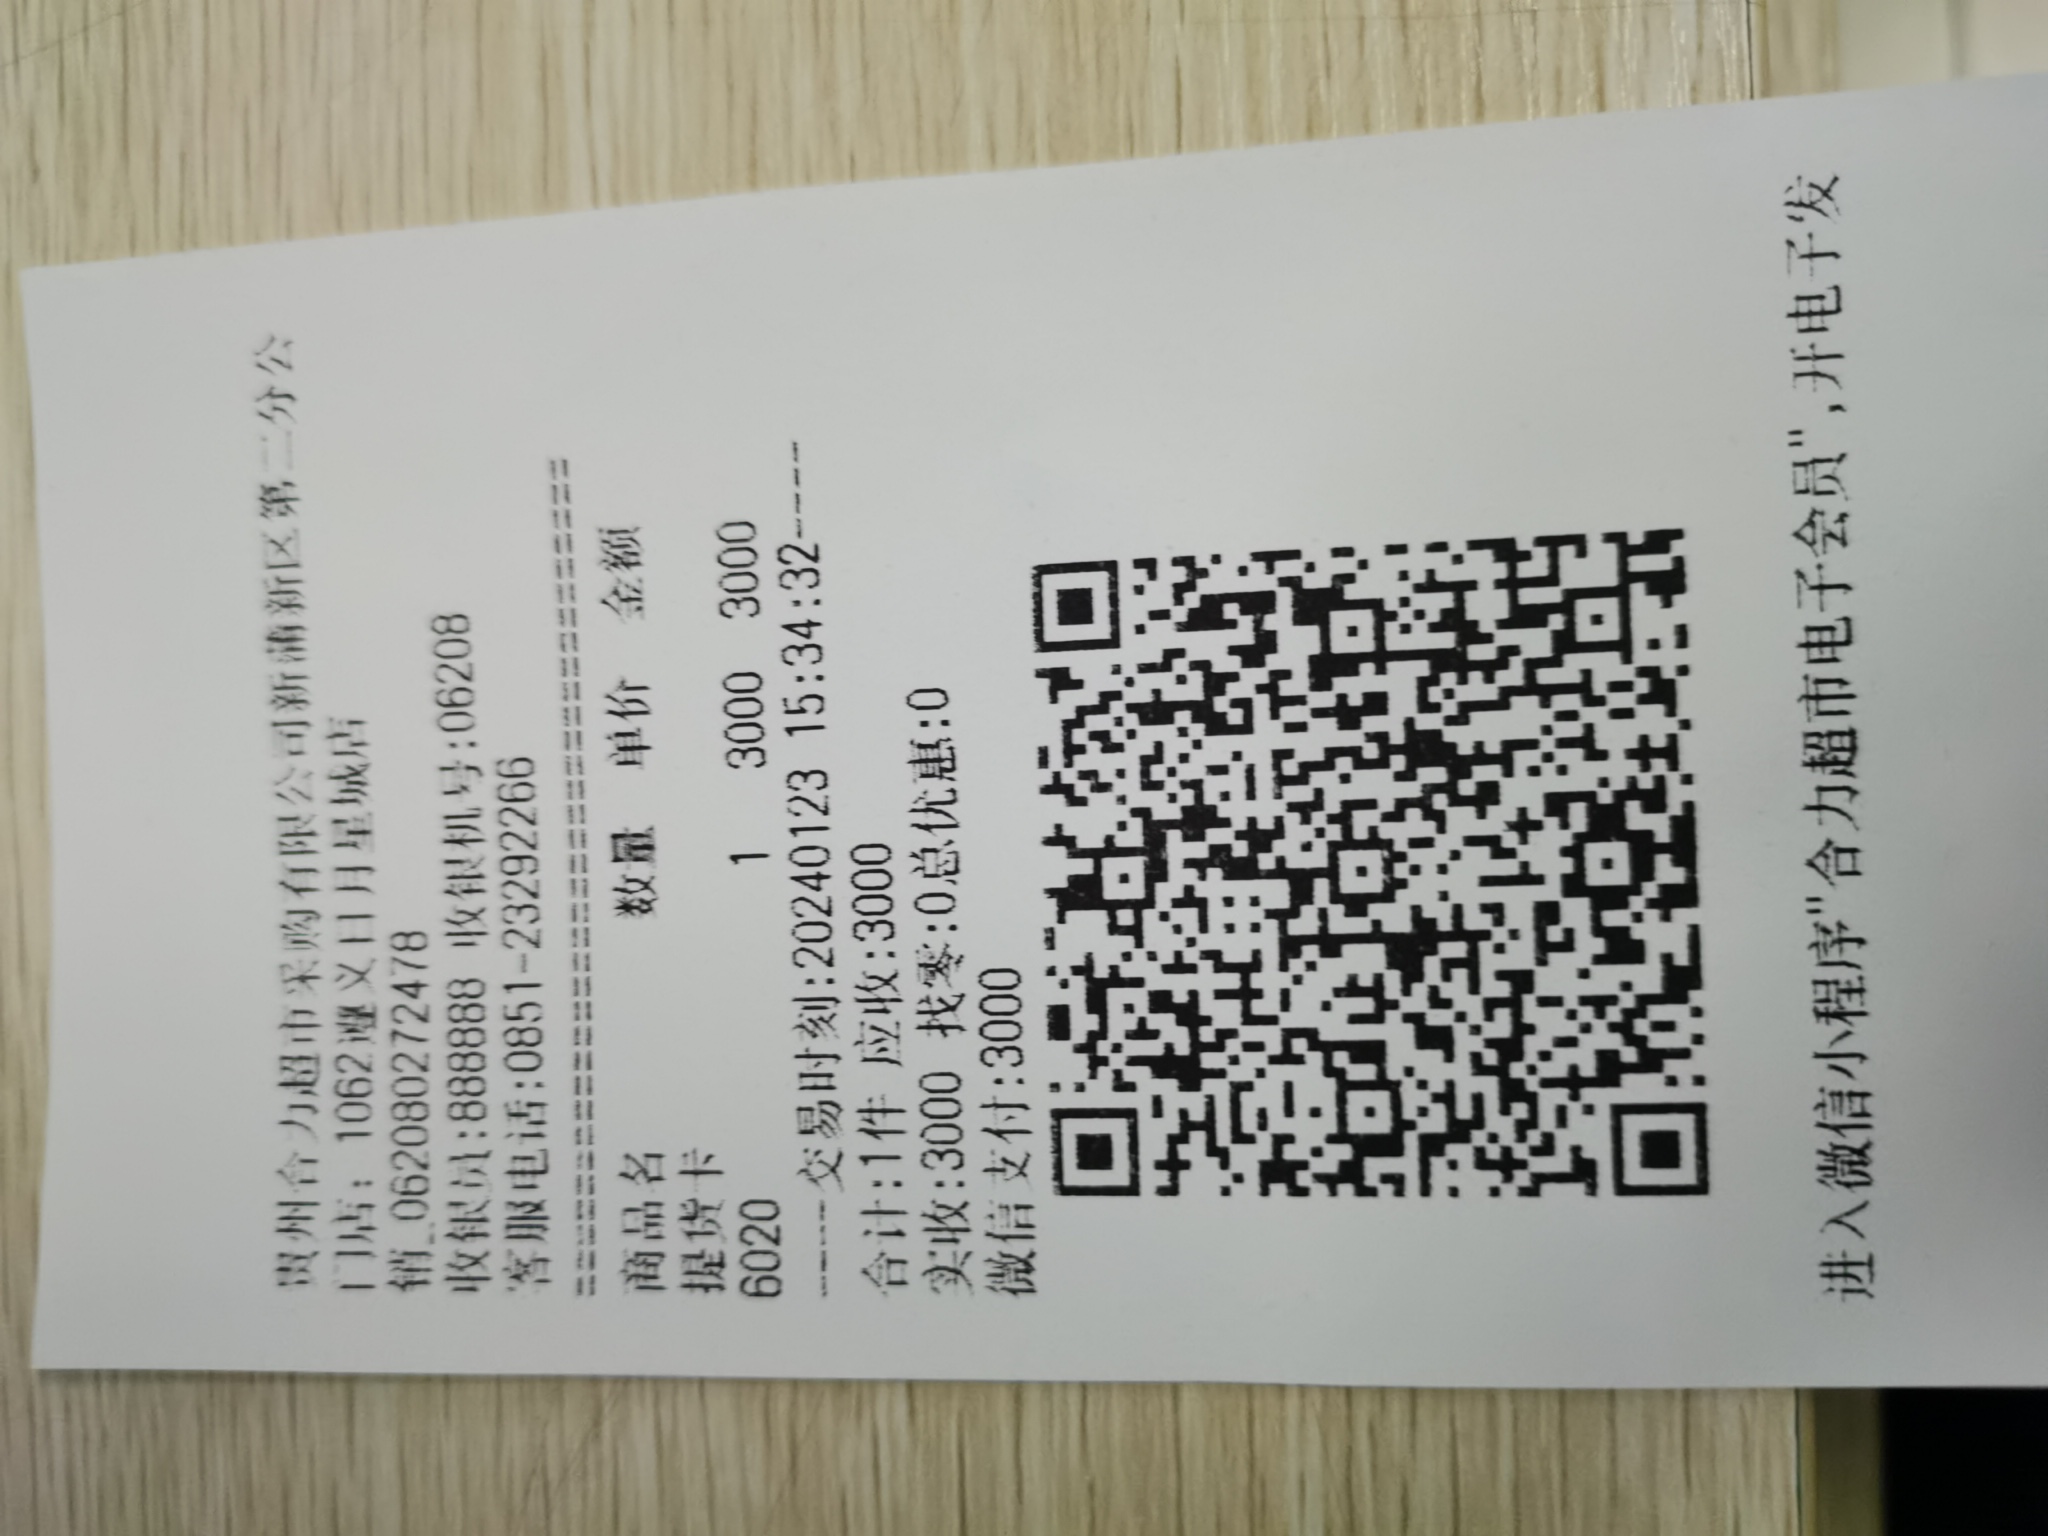 贵州合力超市采购有限公司新蒲新区第二分公
门店: 1062遵义日月星城店
销_062080272478
收银员:888888 收银机号:06208
客服电话:0851-23292266
==========================================
商品名 数量 单价 金额
提货卡
6020 1 3000 3000
-----交易时刻:20240123 15:34:32-----
合计:1件 应收:3000
实收:3000 找零:0总优惠:0
微信支付:3000
进入微信小程序"合力超市电子会员",开电子发